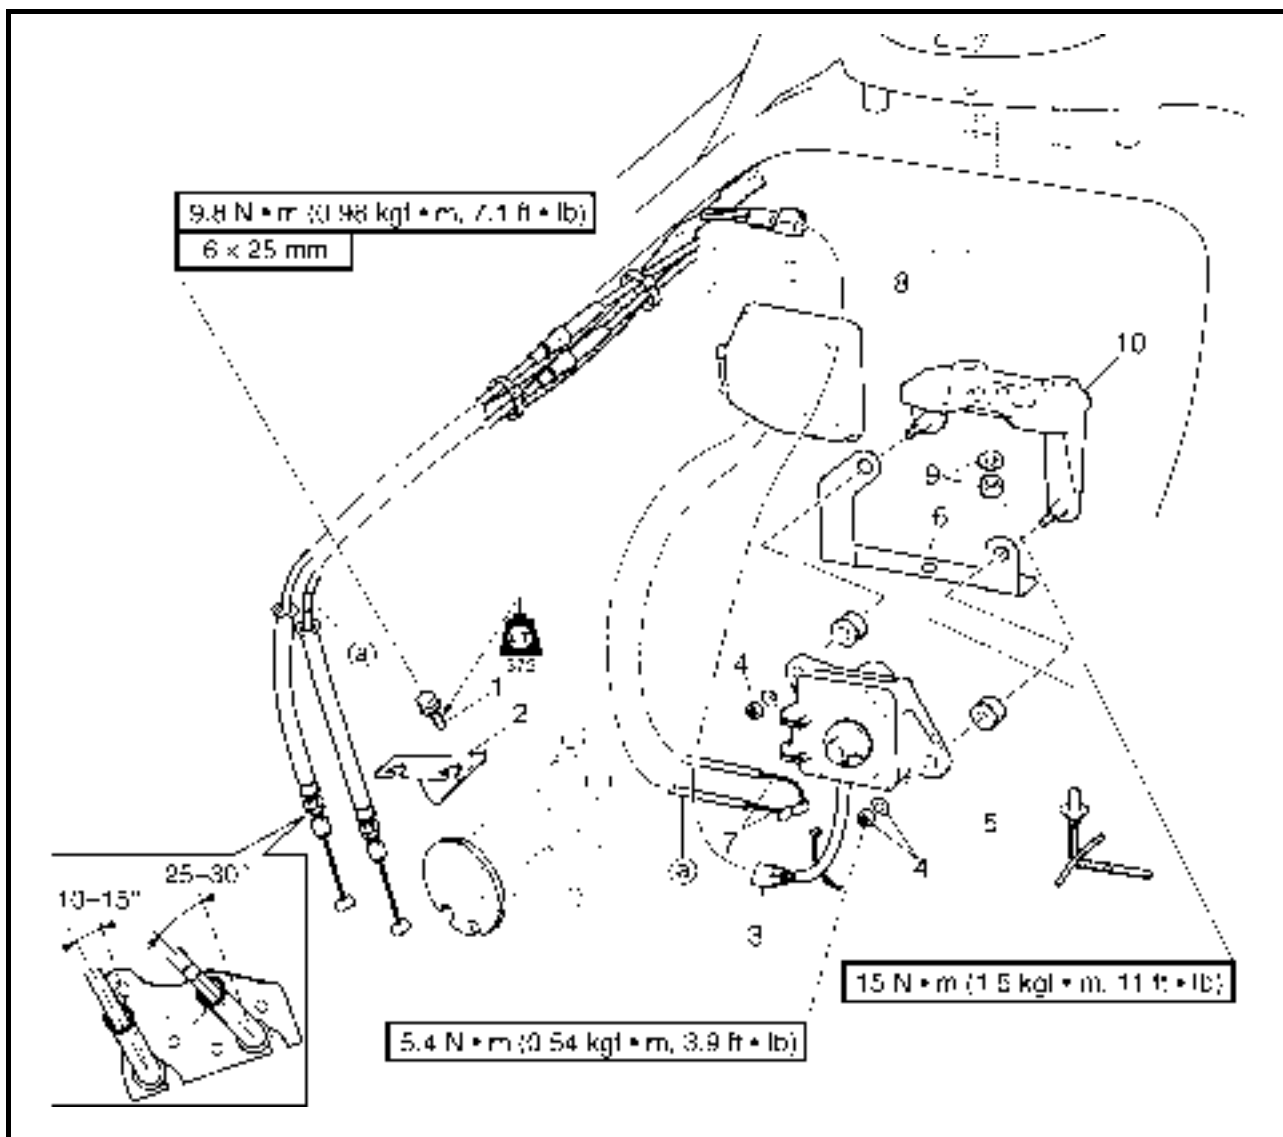 9.8 N • m (0.98 kgf • m, 7.1 ft • lb)
6 × 25 mm
8
10
9
6
(a)
LT
572
1
4
2
7
(a)
4
5
3
25–30°
10–15°
15 N • m (1.5 kgf • m, 11 ft • lb)
5.4 N • m (0.54 kgf • m, 3.9 ft • lb)